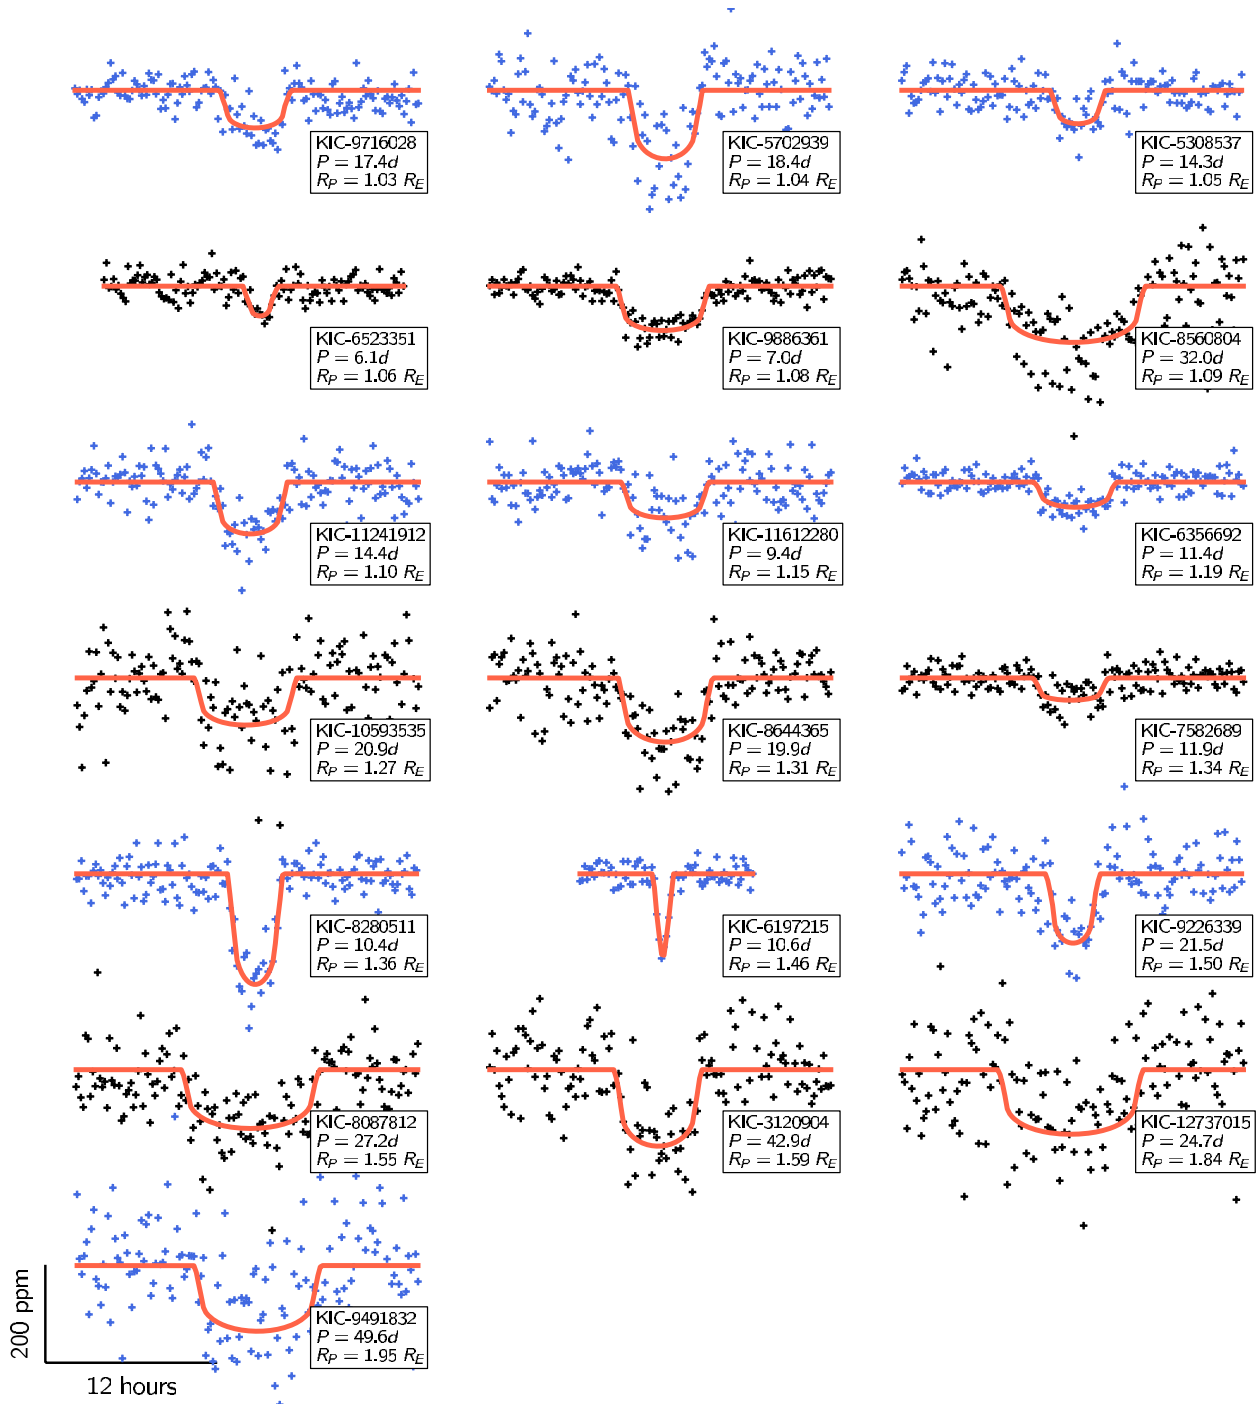 KIC-9716028
P = 17.4d
R_P = 1.03 R_E
KIC-5702939
P = 18.4d
R_P = 1.04 R_E
KIC-5308537
P = 14.3d
R_P = 1.05 R_E
KIC-6523351
P = 6.1d
R_P = 1.06 R_E
KIC-9886361
P = 7.0d
R_P = 1.08 R_E
KIC-8560804
P = 32.0d
R_P = 1.09 R_E
KIC-11241912
P = 14.4d
R_P = 1.10 R_E
KIC-11612280
P = 9.4d
R_P = 1.15 R_E
KIC-6356692
P = 11.4d
R_P = 1.19 R_E
KIC-10593535
P = 20.9d
R_P = 1.27 R_E
KIC-8644365
P = 19.9d
R_P = 1.31 R_E
KIC-7582689
P = 11.9d
R_P = 1.34 R_E
KIC-8280511
P = 10.4d
R_P = 1.36 R_E
KIC-6197215
P = 10.6d
R_P = 1.46 R_E
KIC-9226339
P = 21.5d
R_P = 1.50 R_E
KIC-8087812
P = 27.2d
R_P = 1.55 R_E
KIC-3120904
P = 42.9d
R_P = 1.59 R_E
KIC-12737015
P = 24.7d
R_P = 1.84 R_E
KIC-9491832
P = 49.6d
R_P = 1.95 R_E
200 ppm
12 hours